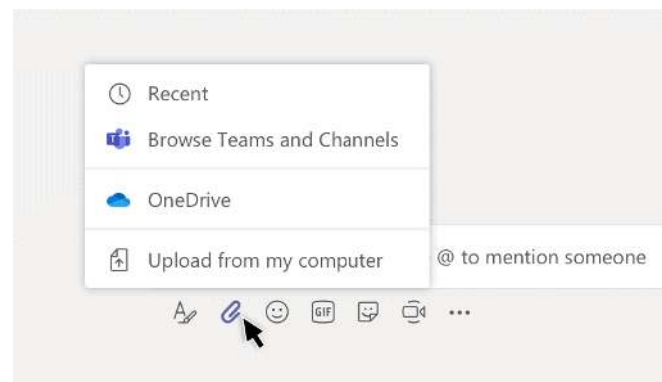 Recent
Browse Teams and Channels
OneDrive
Upload from my computer
@ to mention someone
GIF